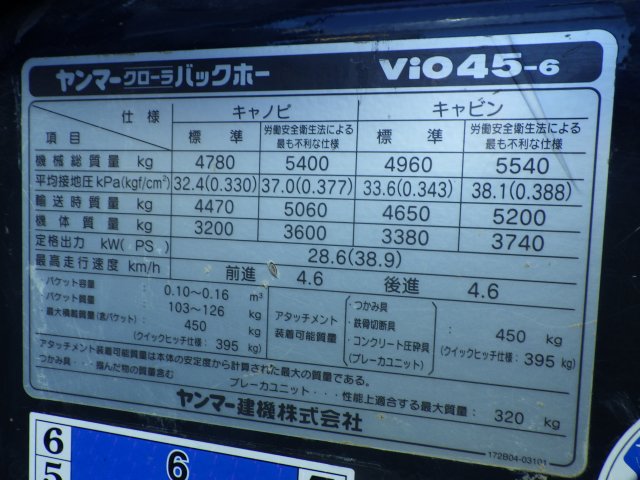 ヤンマークローラバックホー ViO45-6
仕様 キャノピ キャビン
項目 標準 労働安全衛生法による最も不利な仕様 標準 労働安全衛生法による最も不利な仕様
機械総質量 kg 4780 5400 4960 5540
平均接地圧 kPa(kgf/cm²) 32.4(0.330) 37.0(0.377) 33.6(0.343) 38.1(0.388)
輸送時質量 kg 4470 5060 4650 5200
機体質量 kg 3200 3600 3380 3740
定格出力 kW(PS) 28.6(38.9)
最高走行速度 km/h 前進 4.6 後進 4.6
・バケット容量 0.10~0.16 m³
・バケット質量 103~126 kg
・最大積載質量(含バケット) 450 kg
(クイックヒッチ仕様:395 kg)
アタッチメント装着可能質量
・つかみ具
・鉄骨切断具
・コンクリート圧砕具
(ブレーカユニット)
: 450 kg
(クイックヒッチ仕様:395 kg)
アタッチメント装着可能質量は本体の安定度から計算された最大の質量である。
つかみ具・・・掴んだ物の質量含む
ブレーカユニット・・・性能上適合する最大質量: 320 kg
ヤンマー建機株式会社
172B04-03101
6
5
6